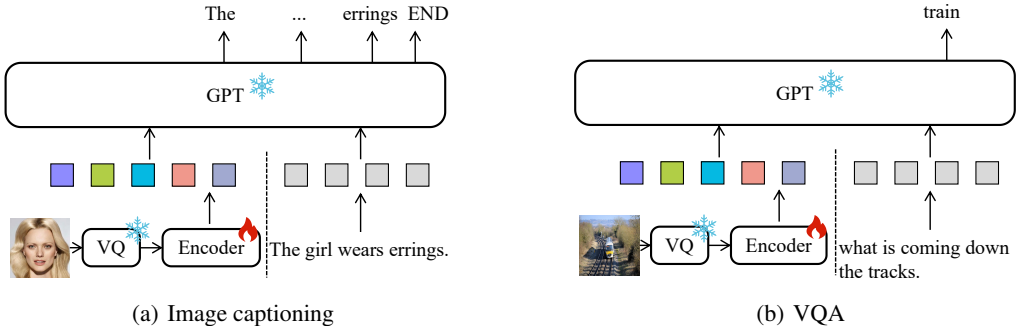 The ... errings END
GPT
VQ
Encoder
The girl wears errings.
(a) Image captioning
train
GPT
VQ
Encoder
what is coming down
the tracks.
(b) VQA